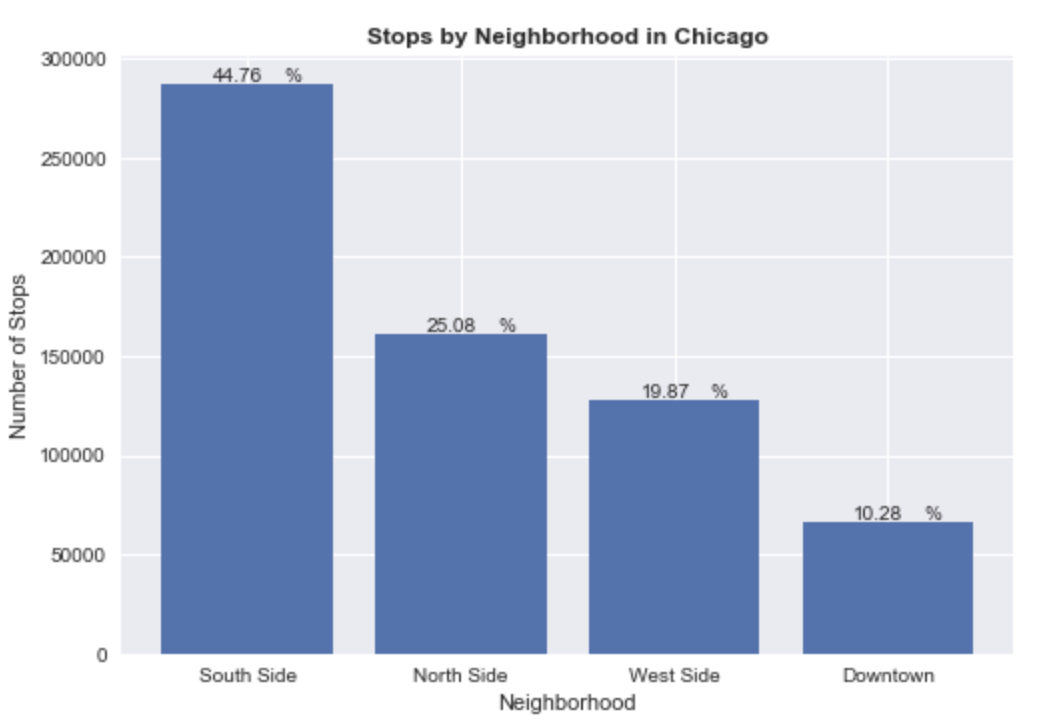 Stops by Neighborhood in Chicago
300000
250000
200000
150000
100000
50000
0
Number of Stops
44.76 %
25.08 %
19.87 %
10.28 %
South Side
North Side
West Side
Downtown
Neighborhood